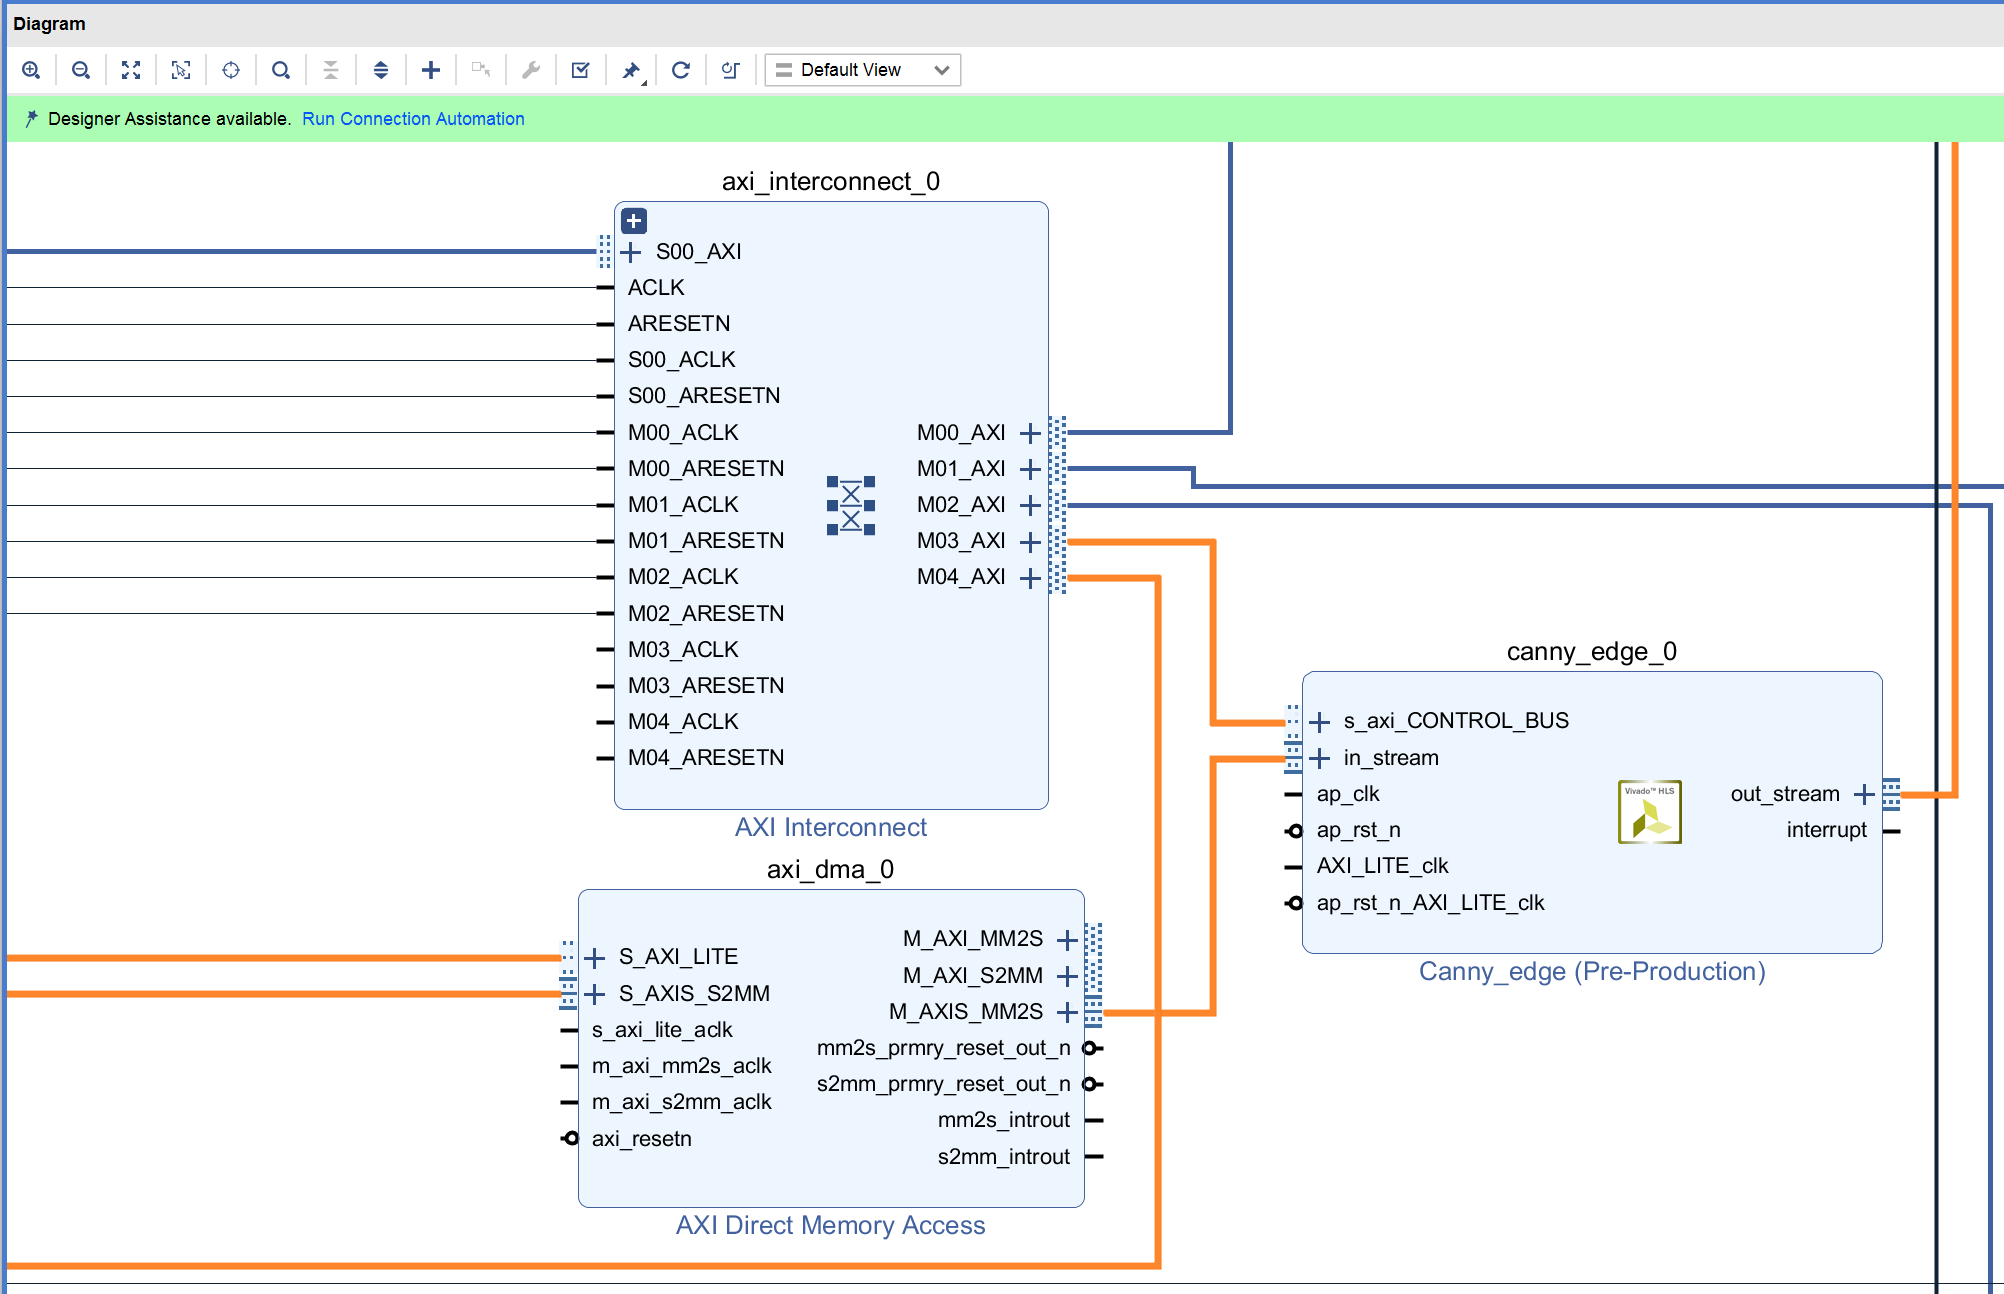 Diagram
Default View
Designer Assistance available. Run Connection Automation
axi_interconnect_0
S00_AXI
ACLK
ARESETN
S00_ACLK
S00_ARESETN
M00_ACLK
M00_ARESETN
M01_ACLK
M01_ARESETN
M02_ACLK
M02_ARESETN
M03_ACLK
M03_ARESETN
M04_ACLK
M04_ARESETN
M00_AXI
M01_AXI
M02_AXI
M03_AXI
M04_AXI
AXI Interconnect
canny_edge_0
s_axi_CONTROL_BUS
in_stream
ap_clk
ap_rst_n
AXI_LITE_clk
ap_rst_n_AXI_LITE_clk
Vivado™ HLS
out_stream
interrupt
Canny_edge (Pre-Production)
axi_dma_0
S_AXI_LITE
S_AXIS_S2MM
s_axi_lite_aclk
m_axi_mm2s_aclk
m_axi_s2mm_aclk
axi_resetn
M_AXI_MM2S
M_AXI_S2MM
M_AXIS_MM2S
mm2s_prmry_reset_out_n
s2mm_prmry_reset_out_n
mm2s_introut
s2mm_introut
AXI Direct Memory Access